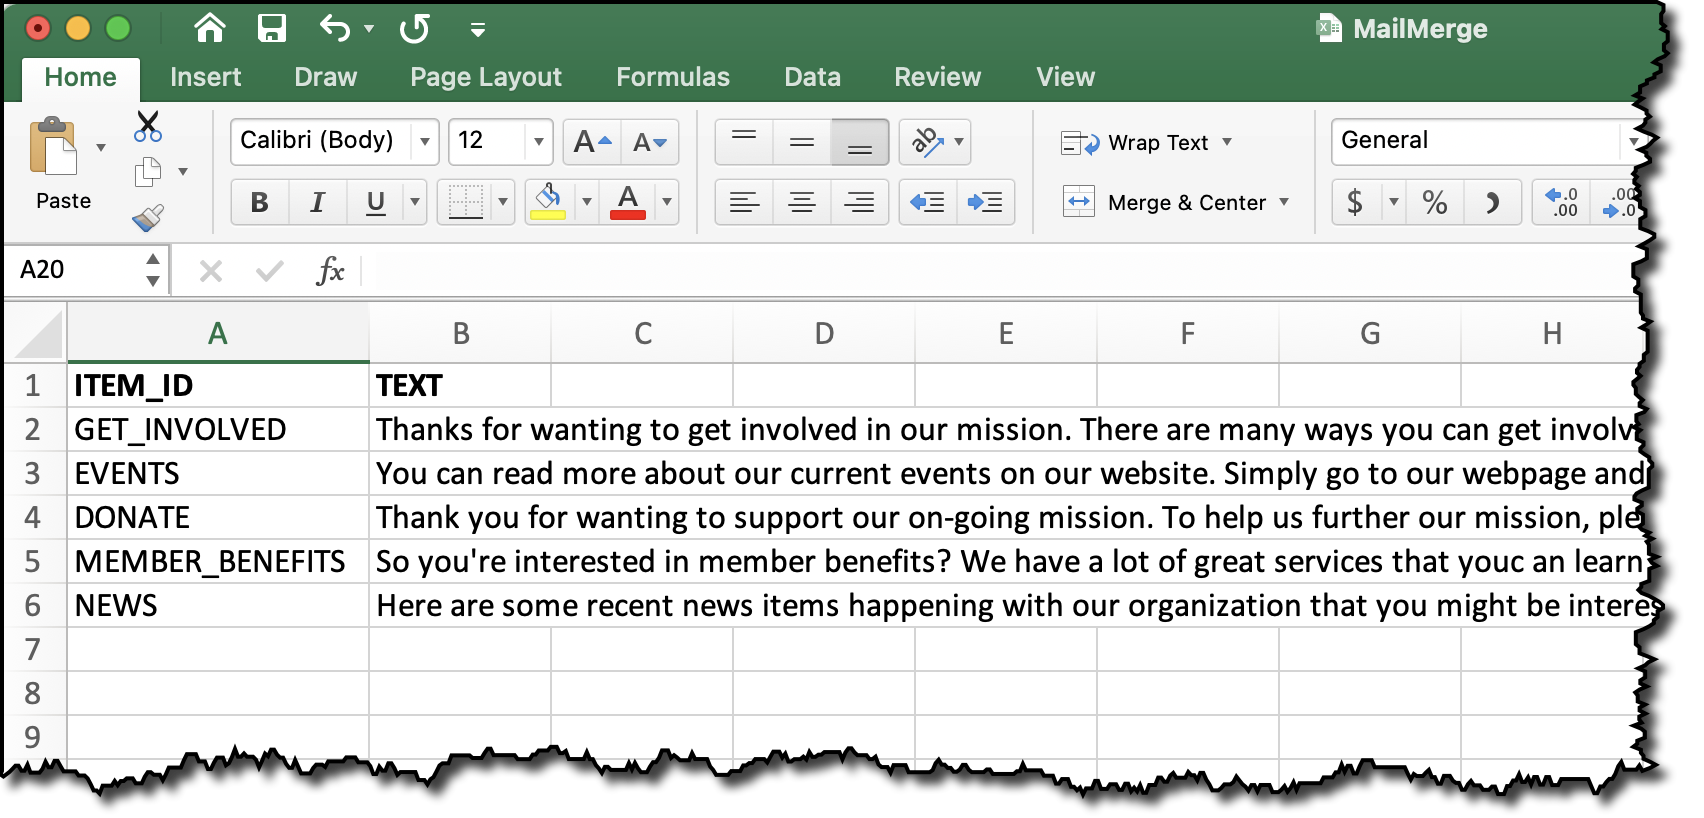 MailMerge
Home Insert Draw Page Layout Formulas Data Review View
Calibri (Body) 12 A A ab Wrap Text General
Paste B I U A Merge & Center $ % .0 .00 .00 .0
A20 fx
A B C D E F G H
1 ITEM_ID TEXT
2 GET_INVOLVED Thanks for wanting to get involved in our mission. There are many ways you can get involv
3 EVENTS You can read more about our current events on our website. Simply go to our webpage and
4 DONATE Thank you for wanting to support our on-going mission. To help us further our mission, ple
5 MEMBER_BENEFITS So you're interested in member benefits? We have a lot of great services that youc an learn
6 NEWS Here are some recent news items happening with our organization that you might be interes
7
8
9